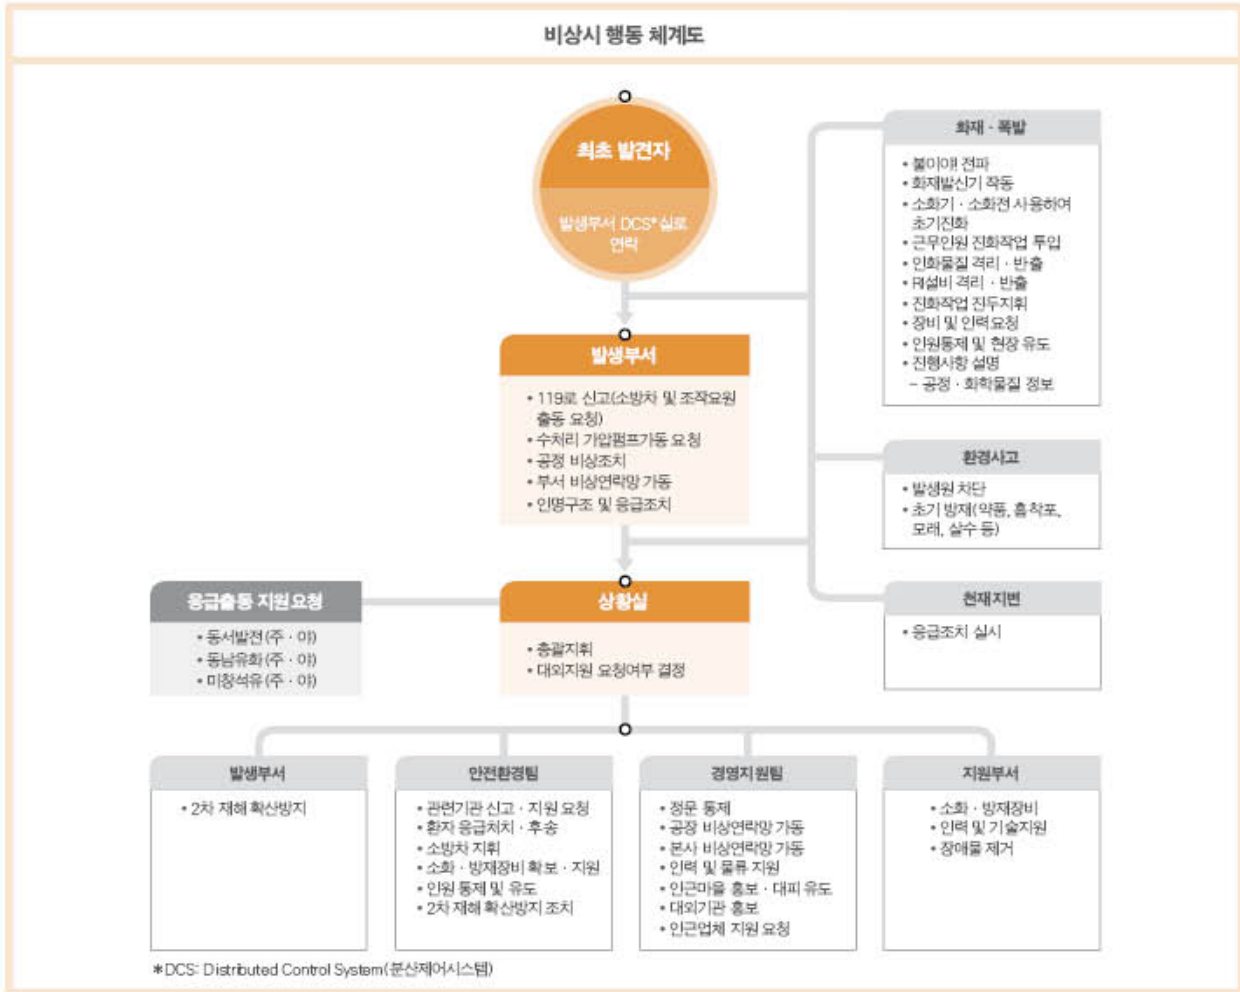 비상시 행동 체계도
최초 발견자
발생부서 DCS* 실로
연락
발생부서
• 119로 신고(소방차 및 조작요원
출동 요청)
• 수처리 가압펌프가동 요청
• 공정 비상조치
• 부서 비상연락망 가동
• 인명구조 및 응급조치
화재 · 폭발
• 불이야! 전파
• 화재발신기 작동
• 소화기 · 소화전 사용하여
초기진화
• 근무인원 진화작업 투입
• 인화물질 격리 · 반출
• RI설비 격리 · 반출
• 진화작업 진두지휘
• 장비 및 인력요청
• 인원통제 및 현장 유도
• 진행사항 설명
- 공정 · 화학물질 정보
환경사고
• 발생원 차단
• 초기 방재(약품, 흡착포,
모래, 살수 등)
천재지변
• 응급조치 실시
응급출동 지원요청
• 동서발전(주 · 야)
• 동남유화(주 · 야)
• 미창석유(주 · 야)
상황실
• 총괄지휘
• 대외지원 요청여부 결정
발생부서
• 2차 재해 확산방지
안전환경팀
• 관련기관 신고 · 지원 요청
• 환자 응급처치 · 후송
• 소방차 지휘
• 소화 · 방재장비 확보 · 지원
• 인원 통제 및 유도
• 2차 재해 확산방지 조치
경영지원팀
• 정문 통제
• 공장 비상연락망 가동
• 본사 비상연락망 가동
• 인력 및 물류 지원
• 인근마을 홍보 · 대피 유도
• 대외기관 홍보
• 인근업체 지원 요청
지원부서
• 소화 · 방재장비
• 인력 및 기술지원
• 장애물 제거
*DCS: Distributed Control System(분산제어시스템)